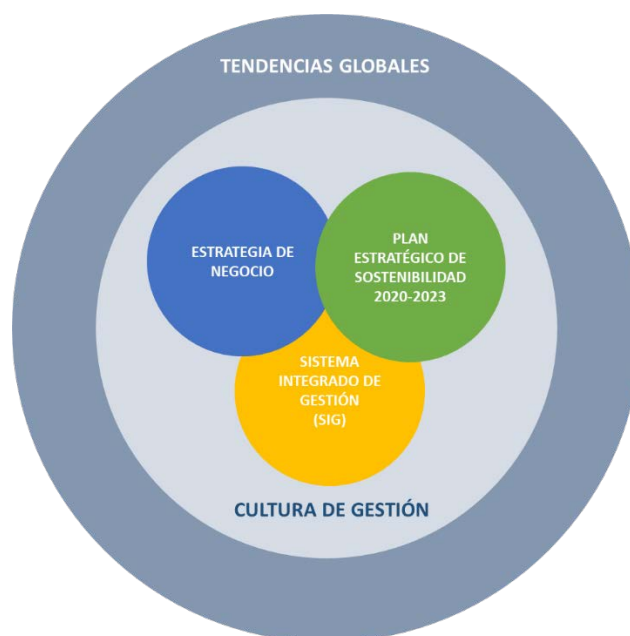 TENDENCIAS GLOBALES
ESTRATEGIA DE
NEGOCIO
PLAN
ESTRATÉGICO DE
SOSTENIBILIDAD
2020-2023
SISTEMA
INTEGRADO DE
GESTIÓN
(SIG)
CULTURA DE GESTIÓN